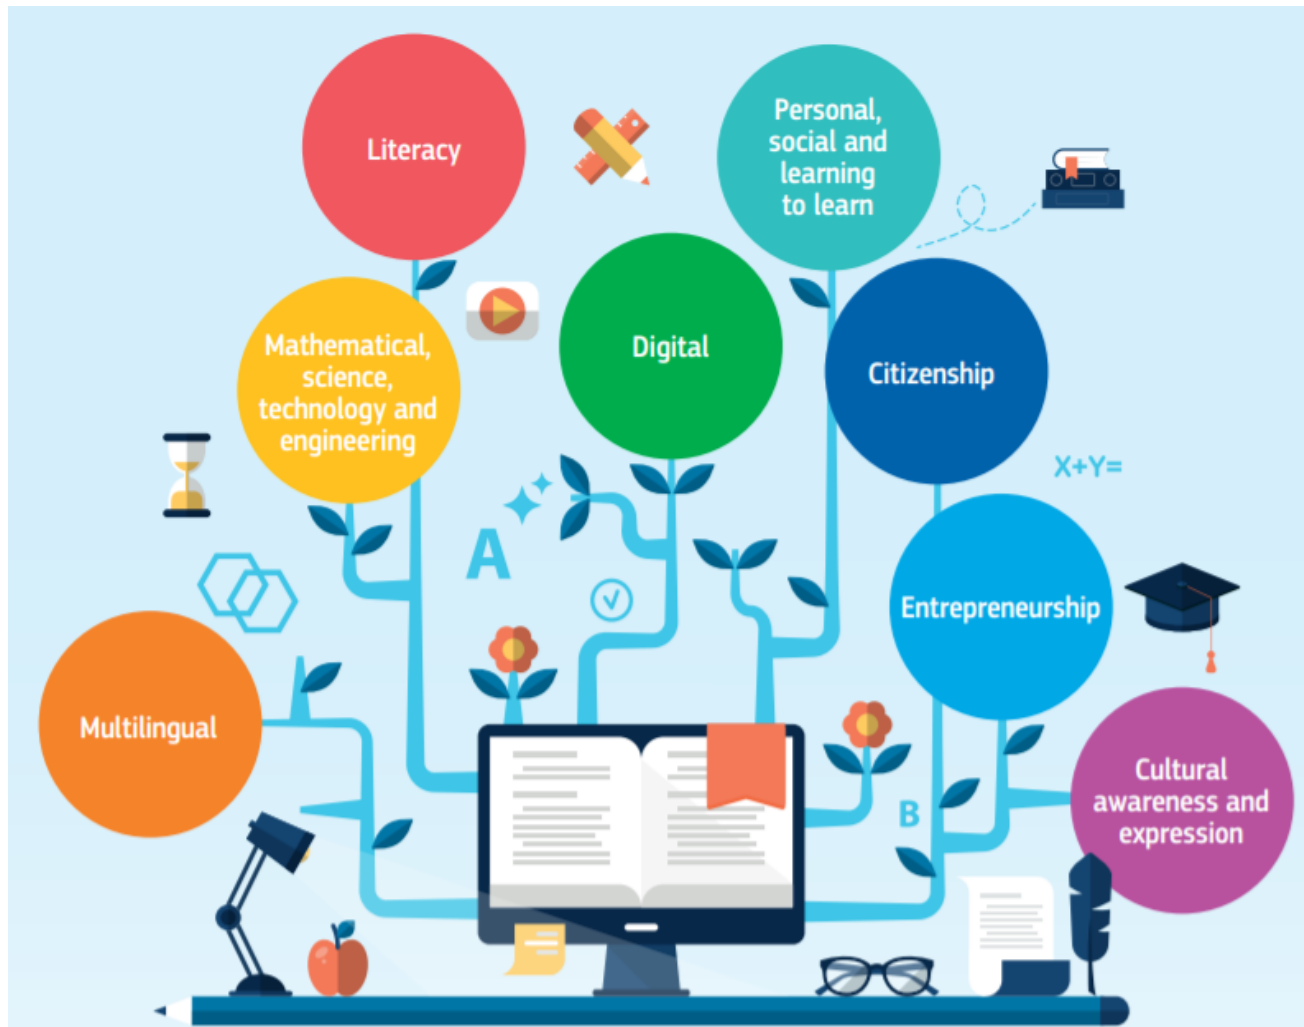 Literacy
Personal,
social and
learning
to learn
Mathematical,
science,
technology and
engineering
Digital
Citizenship
X+Y=
A
Entrepreneurship
Multilingual
B
Cultural
awareness and
expression